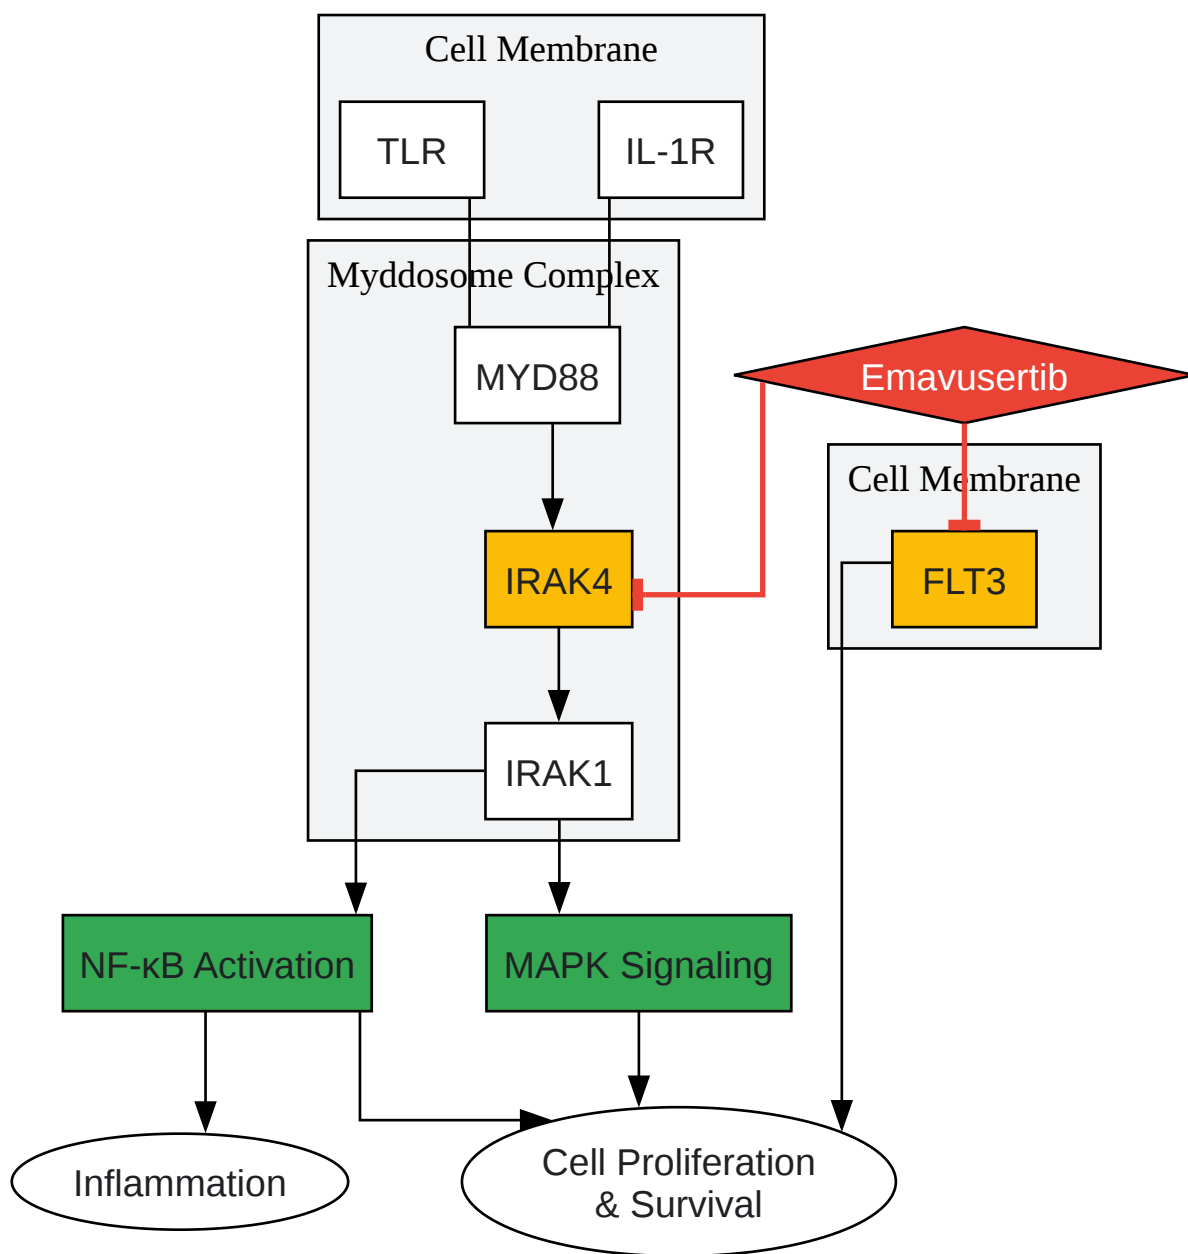 Cell Membrane
TLR
IL-1R
Myddosome Complex
MYD88
Emavusertib
Cell Membrane
IRAK4
FLT3
IRAK1
NF-κB Activation
MAPK Signaling
Inflammation
Cell Proliferation
& Survival